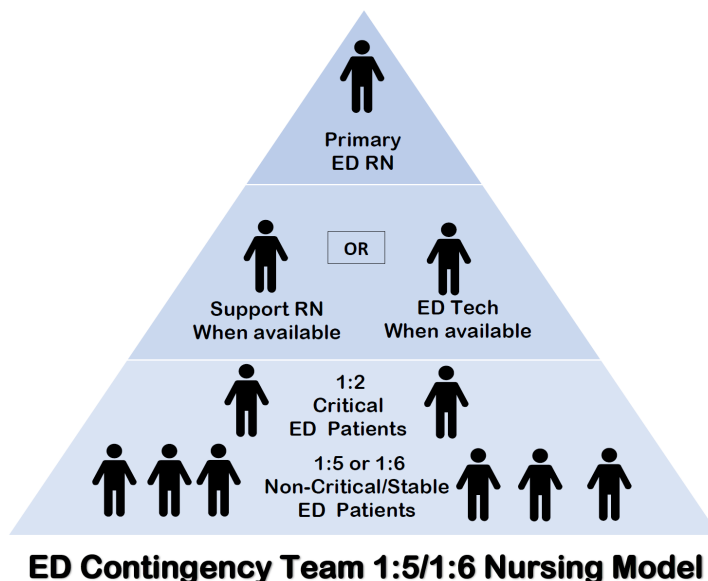 Primary
ED RN
OR
Support RN
When available
ED Tech
When available
1:2
Critical
ED Patients
1:5 or 1:6
Non-Critical/Stable
ED Patients
ED Contingency Team 1:5/1:6 Nursing Model